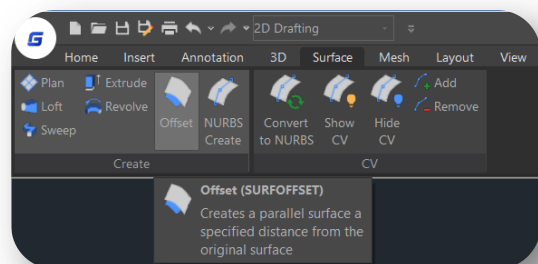 2D Drafting
Home Insert Annotation 3D Surface Mesh Layout View
Plan Extrude
Loft Revolve
Sweep
Offset
NURBS
Create
Create
Convert
to NURBS
Show
CV
Hide
CV
Add
Remove
CV
Offset (SURFOFFSET)
Creates a parallel surface a
specified distance from the
original surface